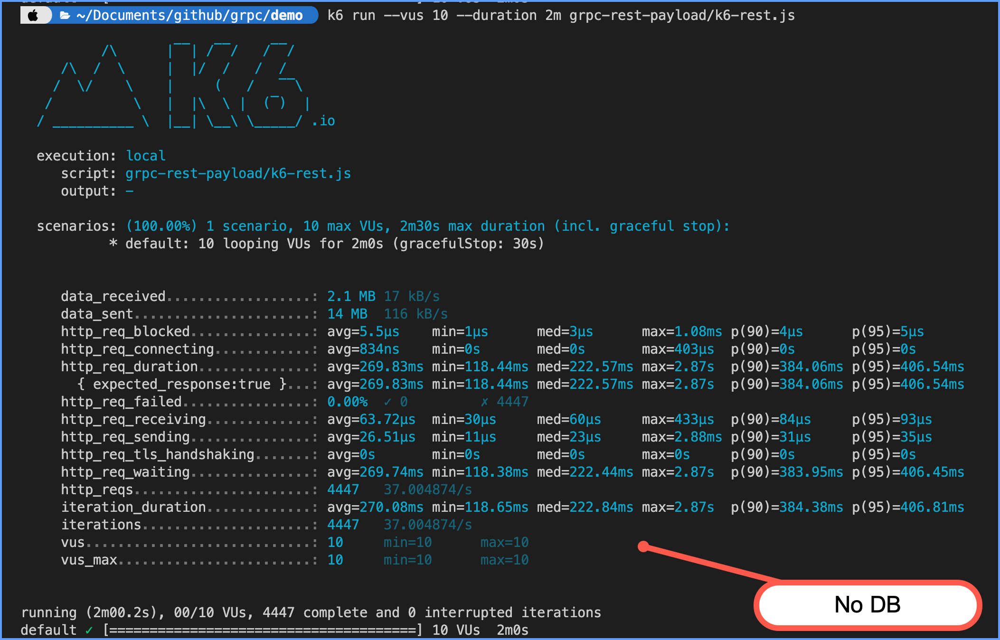 ~/Documents/github/grpc/demo k6 run --vus 10 --duration 2m grpc-rest-payload/k6-rest.js
.io
execution: local
script: grpc-rest-payload/k6-rest.js
output: -
scenarios: (100.00%) 1 scenario, 10 max VUs, 2m30s max duration (incl. graceful stop):
* default: 10 looping VUs for 2m0s (gracefulStop: 30s)
data_received..................: 2.1 MB 17 kB/s
data_sent......................: 14 MB 116 kB/s
http_req_blocked...............: avg=5.5µs min=1µs med=3µs max=1.08ms p(90)=4µs p(95)=5µs
http_req_connecting............: avg=834ns min=0s med=0s max=403µs p(90)=0s p(95)=0s
http_req_duration..............: avg=269.83ms min=118.44ms med=222.57ms max=2.87s p(90)=384.06ms p(95)=406.54ms
{ expected_response:true }...: avg=269.83ms min=118.44ms med=222.57ms max=2.87s p(90)=384.06ms p(95)=406.54ms
http_req_failed................: 0.00% ✓ 0 ✗ 4447
http_req_receiving.............: avg=63.72µs min=30µs med=60µs max=433µs p(90)=84µs p(95)=93µs
http_req_sending...............: avg=26.51µs min=11µs med=23µs max=2.88ms p(90)=31µs p(95)=35µs
http_req_tls_handshaking.......: avg=0s min=0s med=0s max=0s p(90)=0s p(95)=0s
http_req_waiting...............: avg=269.74ms min=118.38ms med=222.44ms max=2.87s p(90)=383.95ms p(95)=406.45ms
http_reqs......................: 4447 37.004874/s
iteration_duration.............: avg=270.08ms min=118.65ms med=222.84ms max=2.87s p(90)=384.38ms p(95)=406.81ms
iterations.....................: 4447 37.004874/s
vus............................: 10 min=10 max=10
vus_max........................: 10 min=10 max=10
No DB
running (2m00.2s), 00/10 VUs, 4447 complete and 0 interrupted iterations
default ✓ [======================================] 10 VUs 2m0s